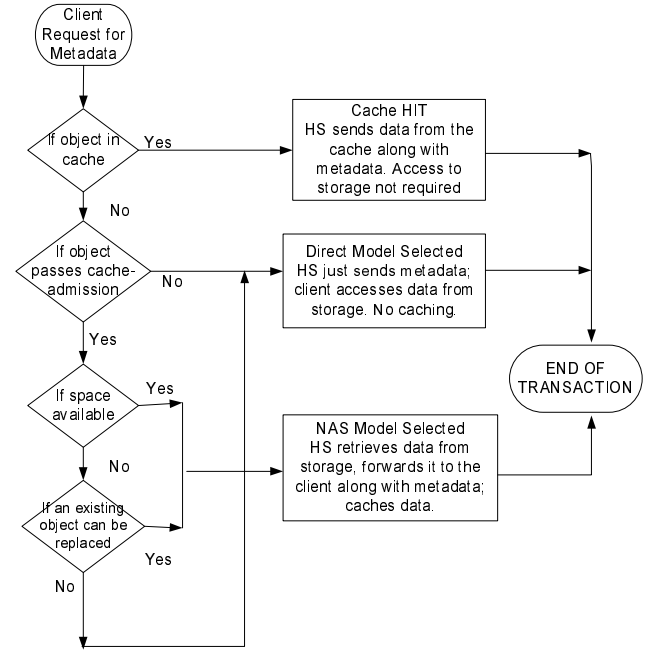 Client
Request for
Metadata
If object in
cache
Yes
Cache HIT
HS sends data from the
cache along with
metadata. Access to
storage not required
No
If object
passes cache-
admission
No
Direct Model Selected
HS just sends metadata;
client accesses data from
storage. No caching.
Yes
END OF
TRANSACTION
If space
available
Yes
NAS Model Selected
HS retrieves data from
storage, forwards it to the
client along with metadata;
caches data.
No
If an existing
object can be
replaced
Yes
No